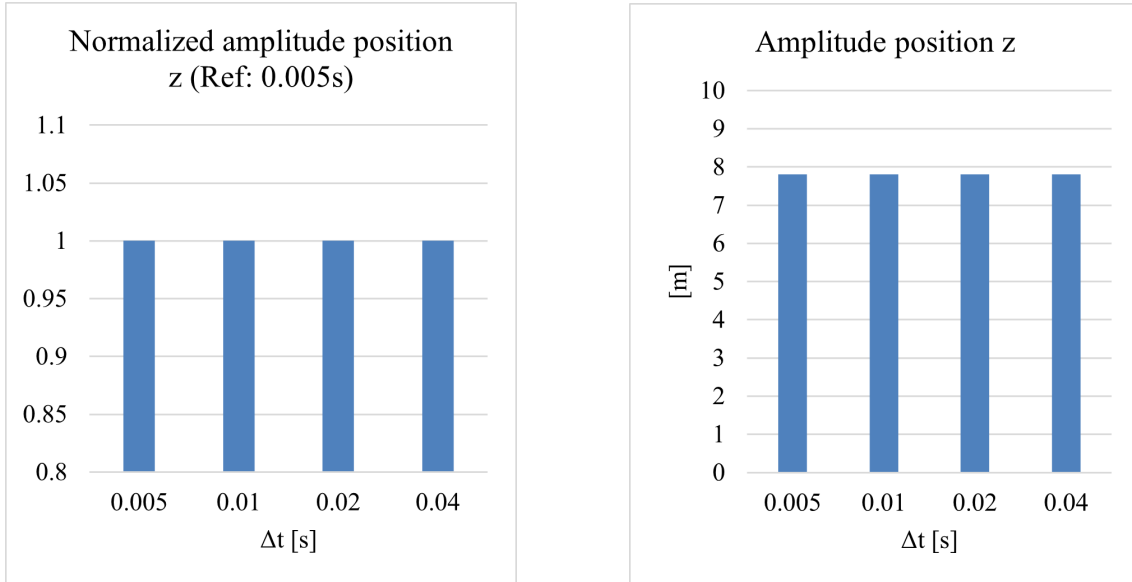 Normalized amplitude position
z (Ref: 0.005s)
1.1
1.05
1
0.95
0.9
0.85
0.8
0.005 0.01 0.02 0.04
Δt [s]
Amplitude position z
10
9
8
7
6
5
4
3
2
1
0
[m]
0.005 0.01 0.02 0.04
Δt [s]